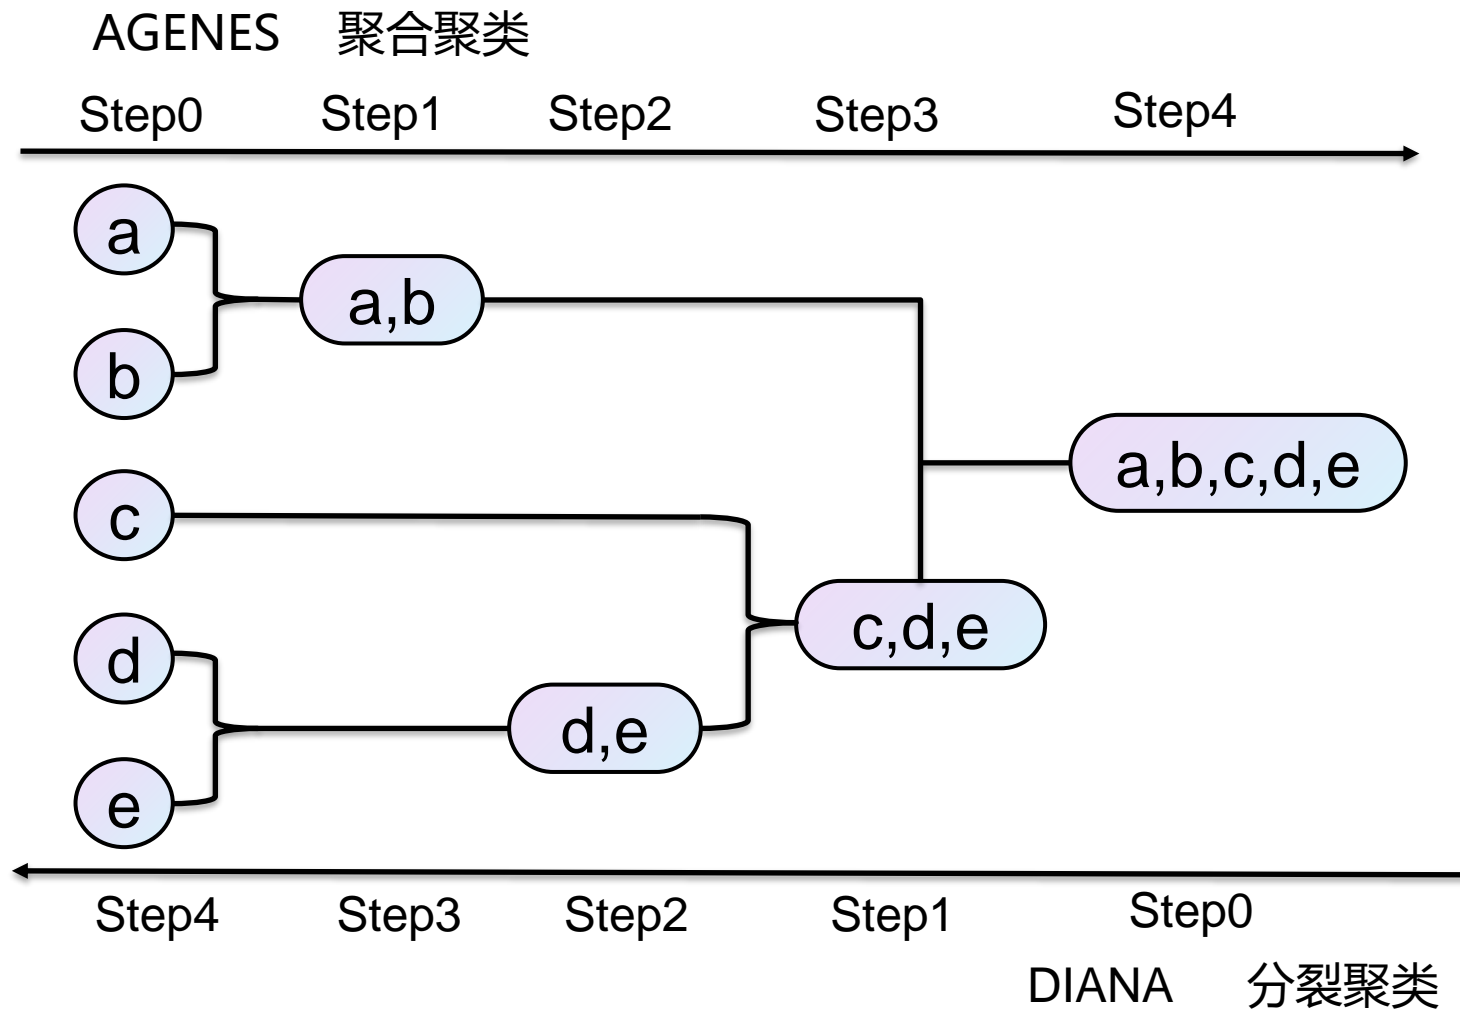 AGENES 聚合聚类
Step0 Step1 Step2 Step3 Step4
a
b
a,b
c
d
e
d,e
c,d,e
a,b,c,d,e
Step4 Step3 Step2 Step1 Step0
DIANA 分裂聚类